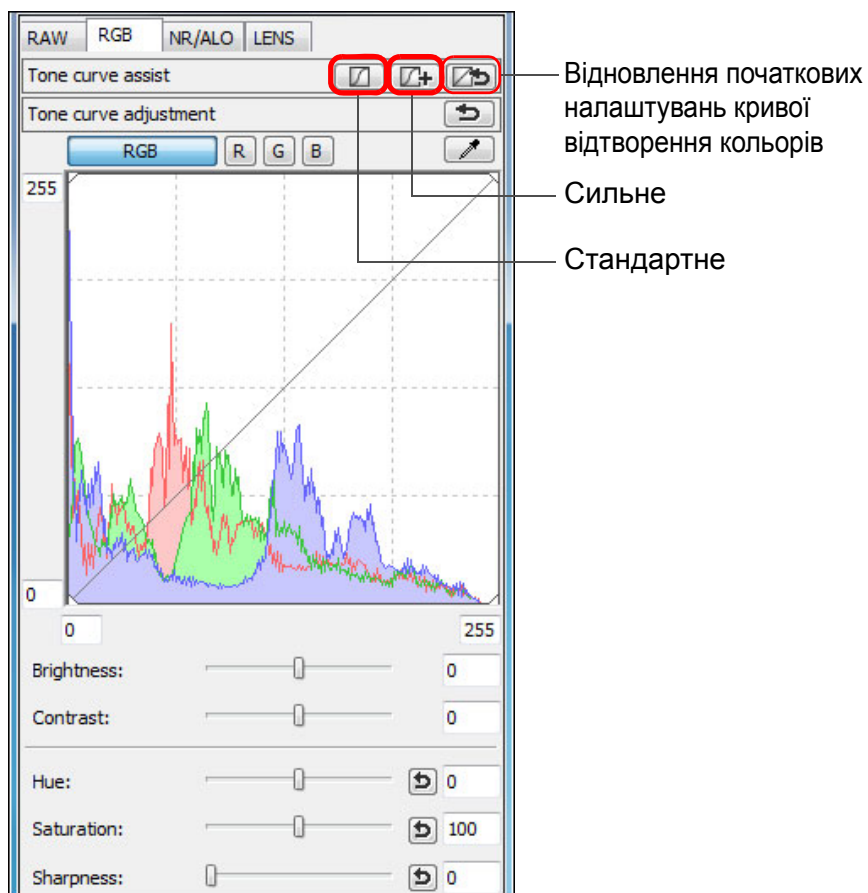 RAW RGB NR/ALO LENS
Tone curve assist
Tone curve adjustment
RGB R G B
255
0
0 255
Brightness: 0
Contrast: 0
Hue: 0
Saturation: 100
Sharpness: 0
Відновлення початкових
налаштувань кривої
відтворення кольорів
Сильне
Стандартне